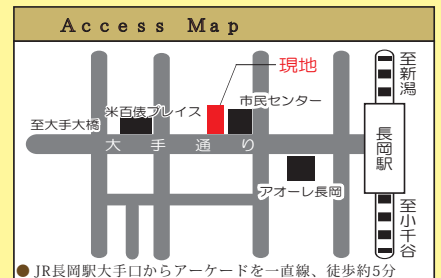 Access Map
至新潟
現地
市民センター
米百俵プレイス
至大手大橋
大手通り
長岡駅
アオーレ長岡
至小千谷
● JR長岡駅大手口からアーケードを一直線、徒歩約5分